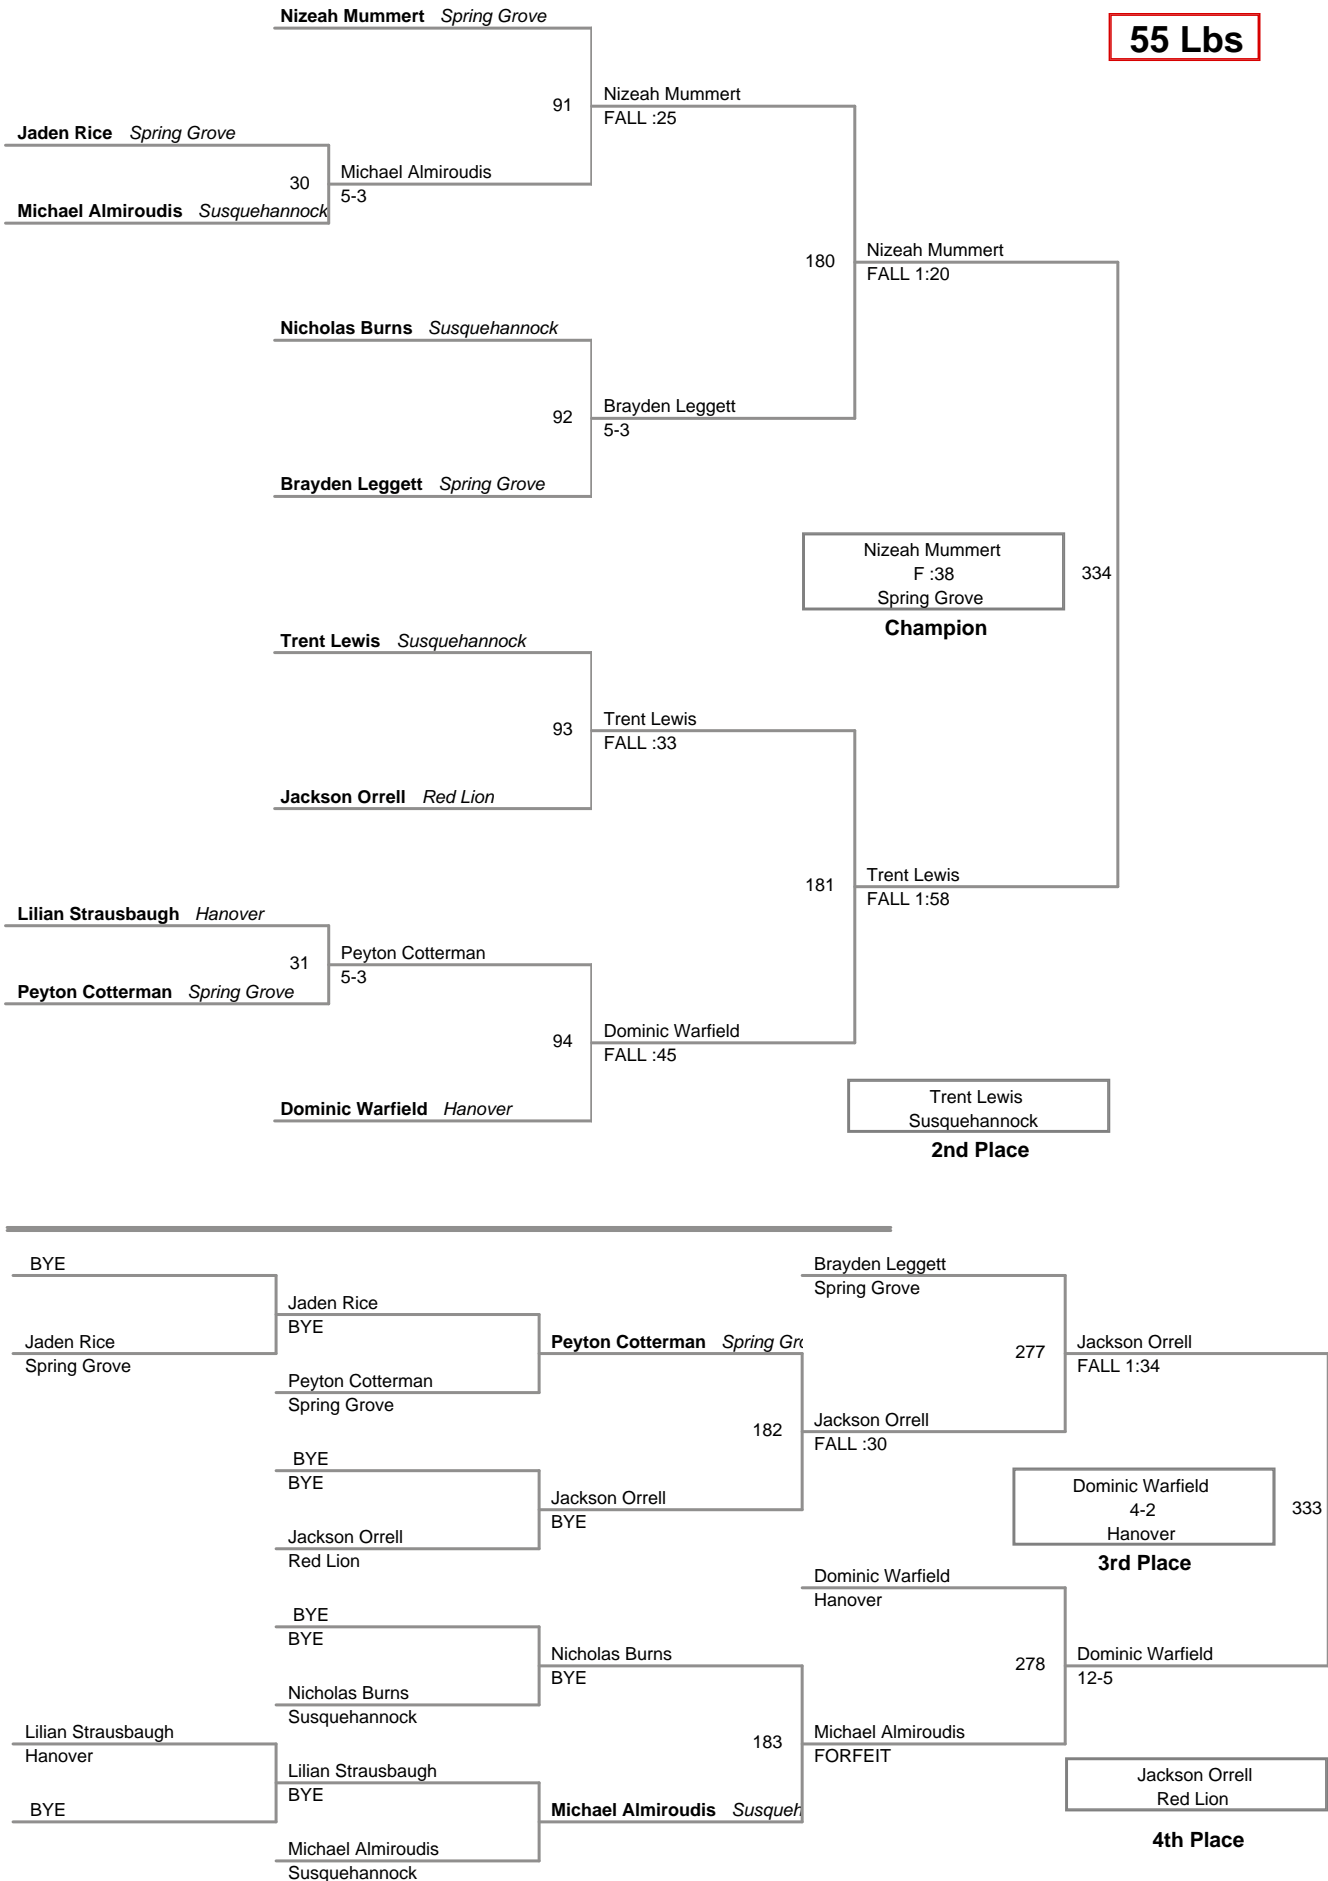 Nizeah Mummert Spring Grove
55 Lbs
91
Nizeah Mummert
FALL :25
Jaden Rice Spring Grove
30
Michael Almiroudis
5-3
Michael Almiroudis Susquehannock
180
Nizeah Mummert
FALL 1:20
Nicholas Burns Susquehannock
92
Brayden Leggett
5-3
Brayden Leggett Spring Grove
Nizeah Mummert
F :38
Spring Grove
334
Champion
Trent Lewis Susquehannock
93
Trent Lewis
FALL :33
Jackson Orrell Red Lion
181
Trent Lewis
FALL 1:58
Lilian Strausbaugh Hanover
31
Peyton Cotterman
5-3
Peyton Cotterman Spring Grove
94
Dominic Warfield
FALL :45
Dominic Warfield Hanover
Trent Lewis
Susquehannock
2nd Place
BYE
Brayden Leggett
Spring Grove
Jaden Rice
BYE
Jaden Rice
Spring Grove
Peyton Cotterman Spring Gro
277
Jackson Orrell
FALL 1:34
Peyton Cotterman
Spring Grove
182
Jackson Orrell
FALL :30
BYE
BYE
Jackson Orrell
BYE
Dominic Warfield
4-2
Hanover
333
3rd Place
Jackson Orrell
Red Lion
Dominic Warfield
Hanover
BYE
BYE
Nicholas Burns
BYE
278
Dominic Warfield
12-5
Nicholas Burns
Susquehannock
Lilian Strausbaugh
Hanover
183
Michael Almiroudis
FORFEIT
Lilian Strausbaugh
BYE
Jackson Orrell
Red Lion
4th Place
BYE
Michael Almiroudis Susqueh
Michael Almiroudis
Susquehannock